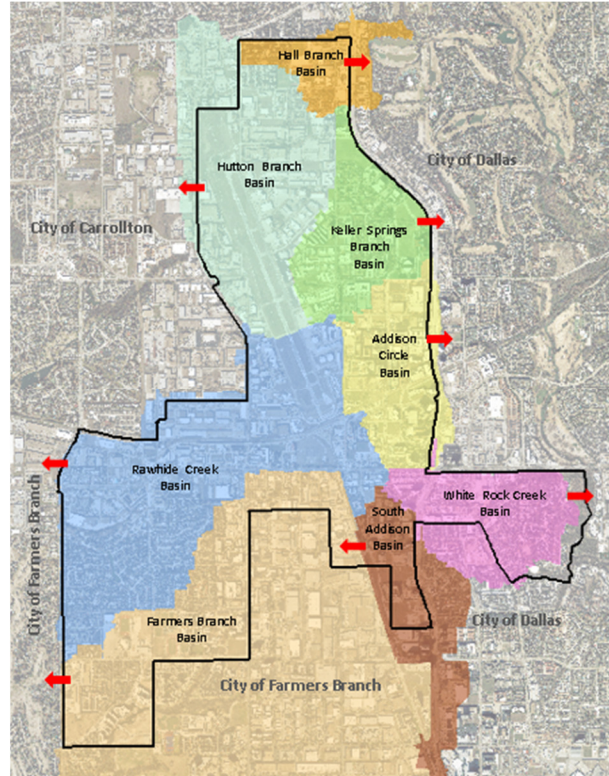 Hall Branch
Basin
City of Dallas
Hutton Branch
Basin
City of Carrollton
Keller Springs
Branch
Basin
Addison
Circle
Basin
Rawhide Creek
Basin
White Rock Creek
Basin
South
Addison
Basin
City of Farmers Branch
Farmers Branch
Basin
City of Dallas
City of Farmers Branch